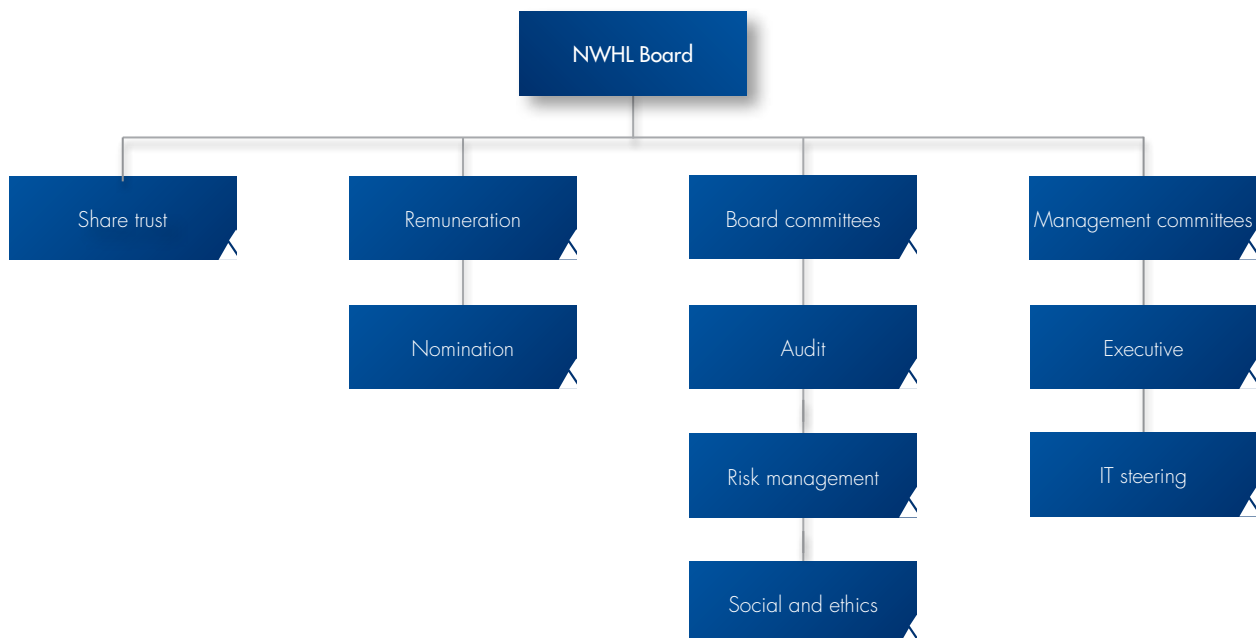 NWHL Board
Share trust
Remuneration
Board committees
Management committees
Nomination
Audit
Executive
Risk management
IT steering
Social and ethics